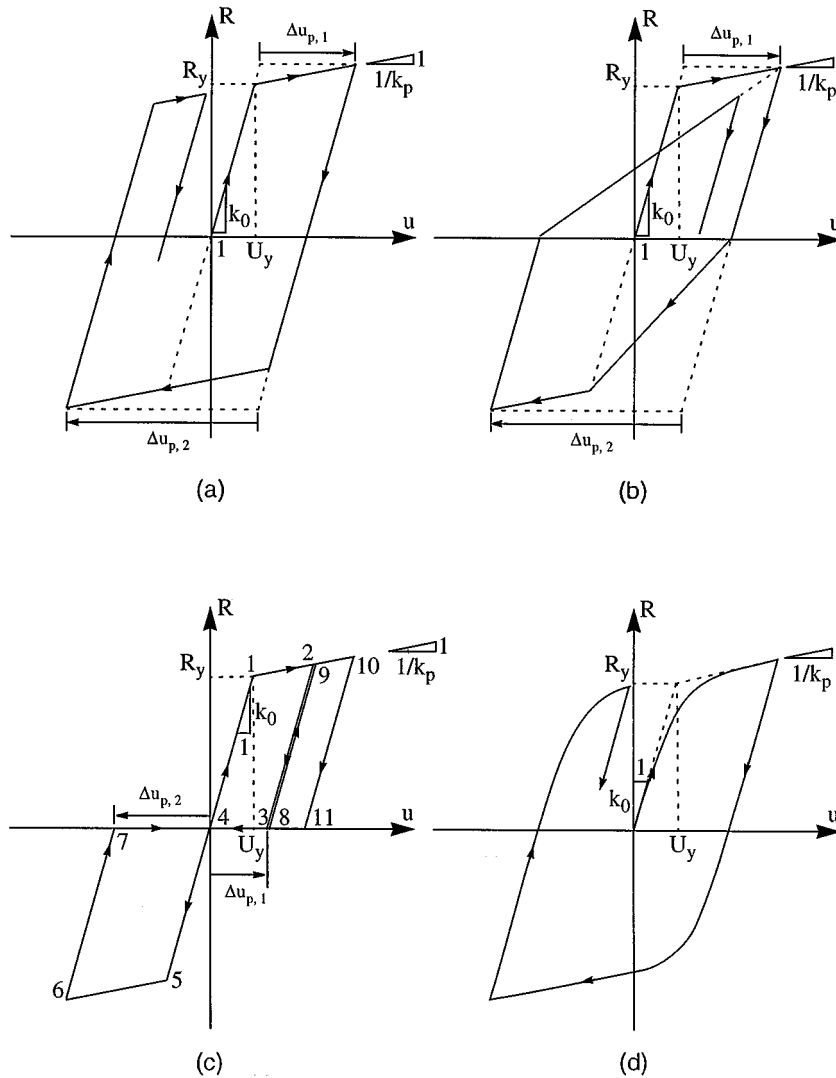 R
Δu_{p, 1}
R_y
1
1/k_p
k_0
u
1
U_y
Δu_{p, 2}
(a)
R
Δu_{p, 1}
R_y
1
1/k_p
k_0
u
1
U_y
Δu_{p, 2}
(b)
R
R_y
1
2
9
10
1
1/k_p
k_0
1
Δu_{p, 2}
u
7
4
3
8
11
U_y
Δu_{p, 1}
6
5
(c)
R
R_y
1
1/k_p
1
k_0
u
U_y
(d)